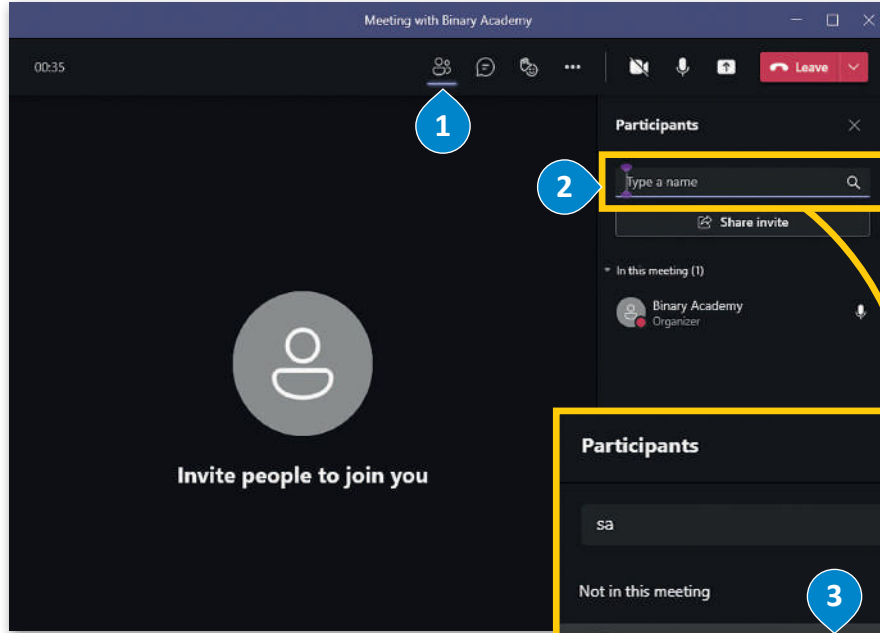 Meeting with Binary Academy
00:35
Leave
1
Participants
2
Type a name
Share invite
In this meeting (1)
Binary Academy
Organizer
Invite people to join you
Participants
sa
Not in this meeting
3